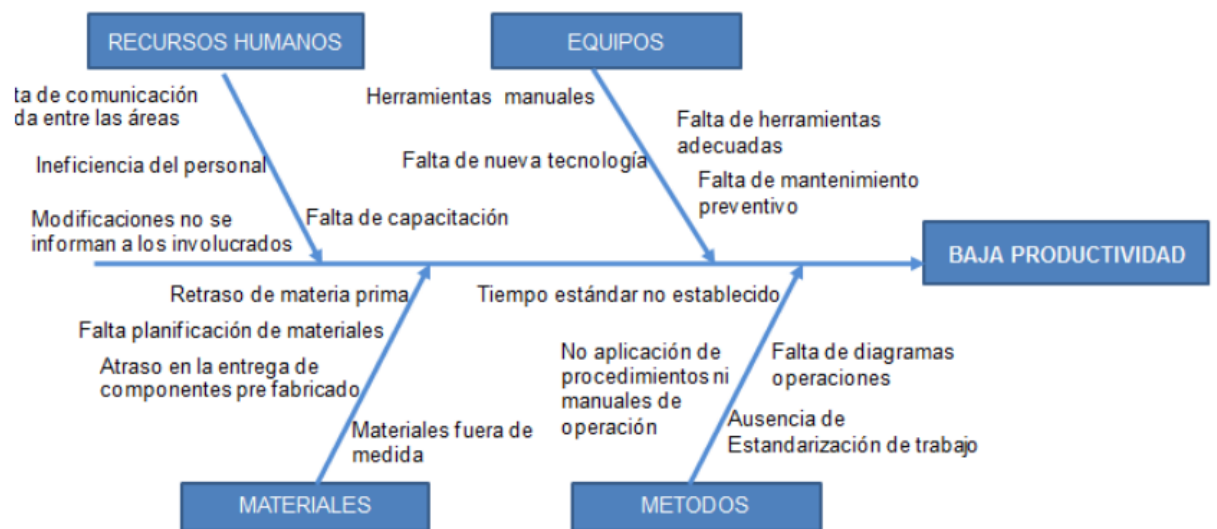 RECURSOS HUMANOS
EQUIPOS
de comunicación
entre las áreas
Ineficiencia del personal
Modificaciones no se
informan a los involucrados
Falta de capacitación
Herramientas manuales
Falta de nueva tecnología
Falta de herramientas
adecuadas
Falta de mantenimiento
preventivo
BAJA PRODUCTIVIDAD
Retraso de materia prima
Falta planificación de materiales
Atraso en la entrega de
componentes pre fabricado
Materiales fuera de
medida
Tiempo estándar no establecido
No aplicación de
procedimientos ni
manuales de
operación
Falta de diagramas
operaciones
Ausencia de
Estandarización de trabajo
MATERIALES
METODOS